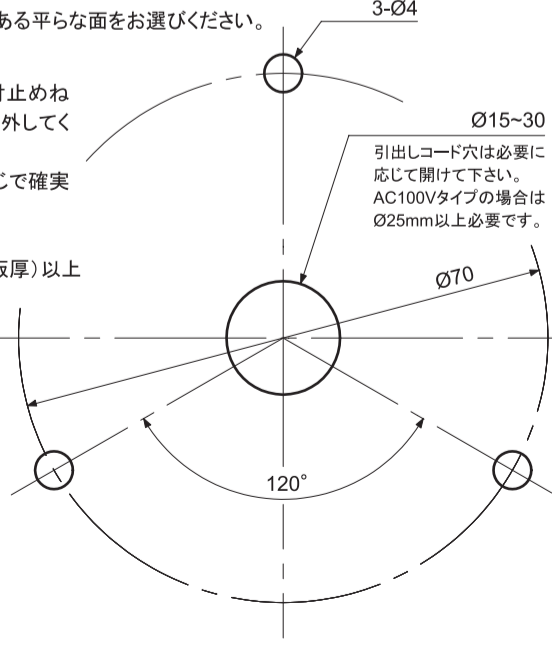 ある平らな面をお選びください。
3-Ø4
付止めね
外してく
Ø15~30
引出しコード穴は必要に
応じて開けて下さい。
AC100Vタイプの場合は
Ø25mm以上必要です。
じで確実
板厚)以上
Ø70
120°